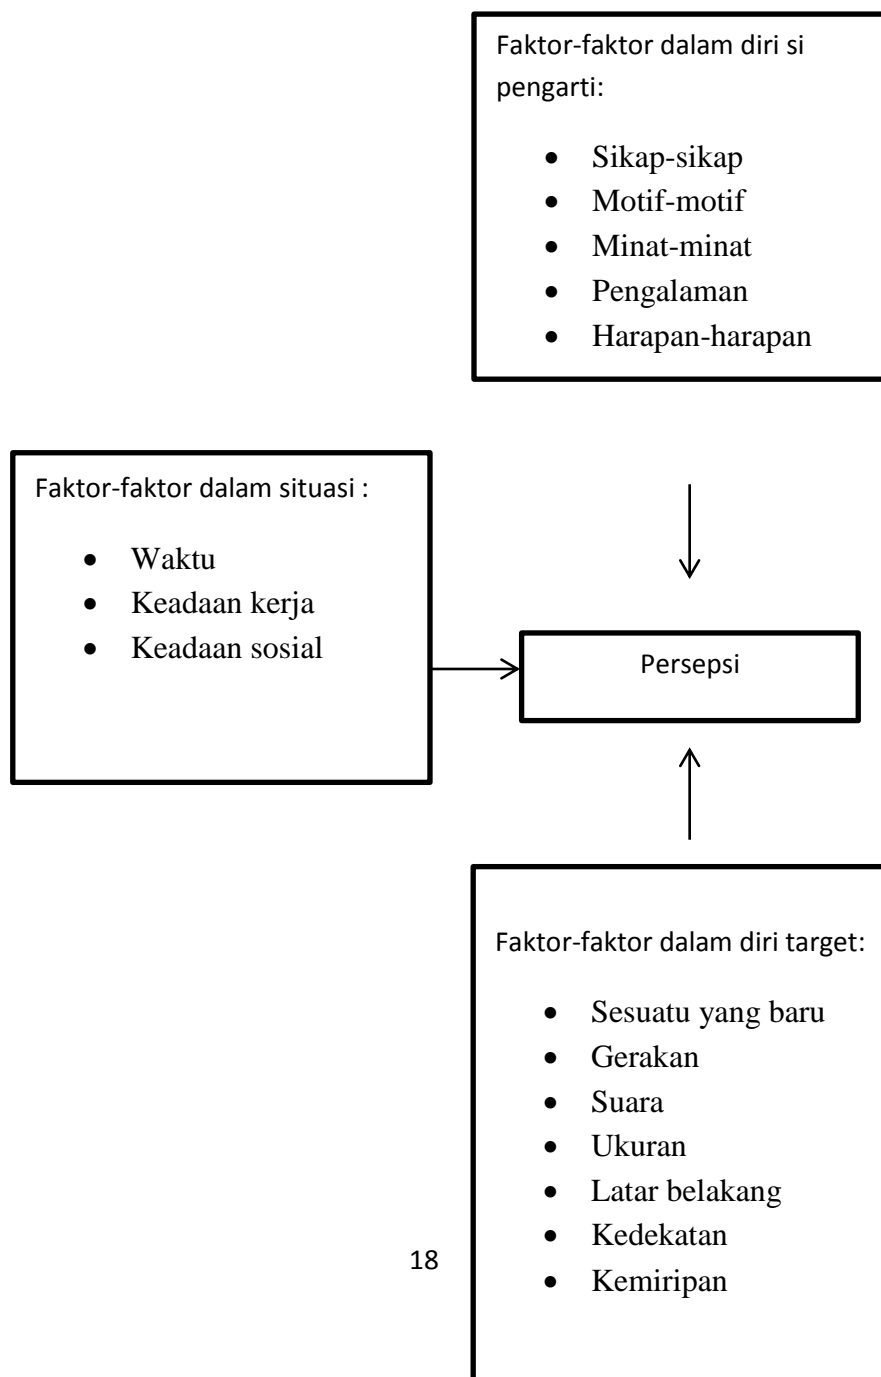 Faktor-faktor dalam diri si
pengarti:
• Sikap-sikap
• Motif-motif
• Minat-minat
• Pengalaman
• Harapan-harapan
Faktor-faktor dalam situasi :
• Waktu
• Keadaan kerja
• Keadaan sosial
Persepsi
Faktor-faktor dalam diri target:
• Sesuatu yang baru
• Gerakan
• Suara
• Ukuran
• Latar belakang
• Kedekatan
• Kemiripan
18